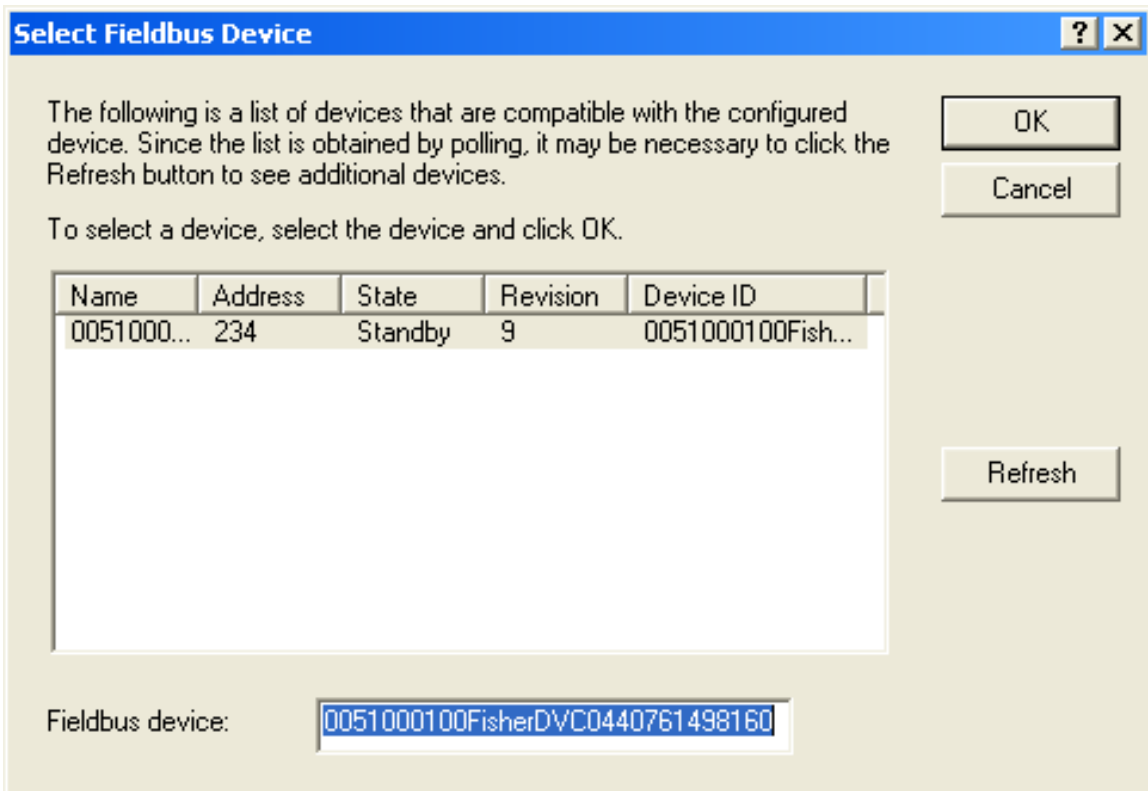 Select Fieldbus Device
The following is a list of devices that are compatible with the configured
device. Since the list is obtained by polling, it may be necessary to click the
Refresh button to see additional devices.
To select a device, select the device and click OK.
OK
Cancel
Name Address State Revision Device ID
0051000... 234 Standby 9 0051000100Fish...
Refresh
Fieldbus device: 0051000100FisherDVC0440761498160